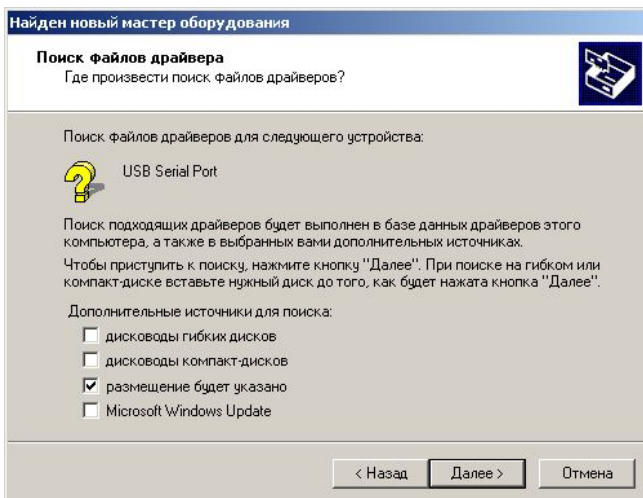 Найден новый мастер оборудования
Поиск файлов драйвера
Где произвести поиск файлов драйверов?
Поиск файлов драйверов для следующего устройства:
USB Serial Port
Поиск подходящих драйверов будет выполнен в базе данных драйверов этого
компьютера, а также в выбранных вами дополнительных источниках.
Чтобы приступить к поиску, нажмите кнопку "Далее". При поиске на гибком или
компакт-диске вставьте нужный диск до того, как будет нажата кнопка "Далее".
Дополнительные источники для поиска:
дисководы гибких дисков
дисководы компакт-дисков
размещение будет указано
Microsoft Windows Update
< Назад
Далее >
Отмена